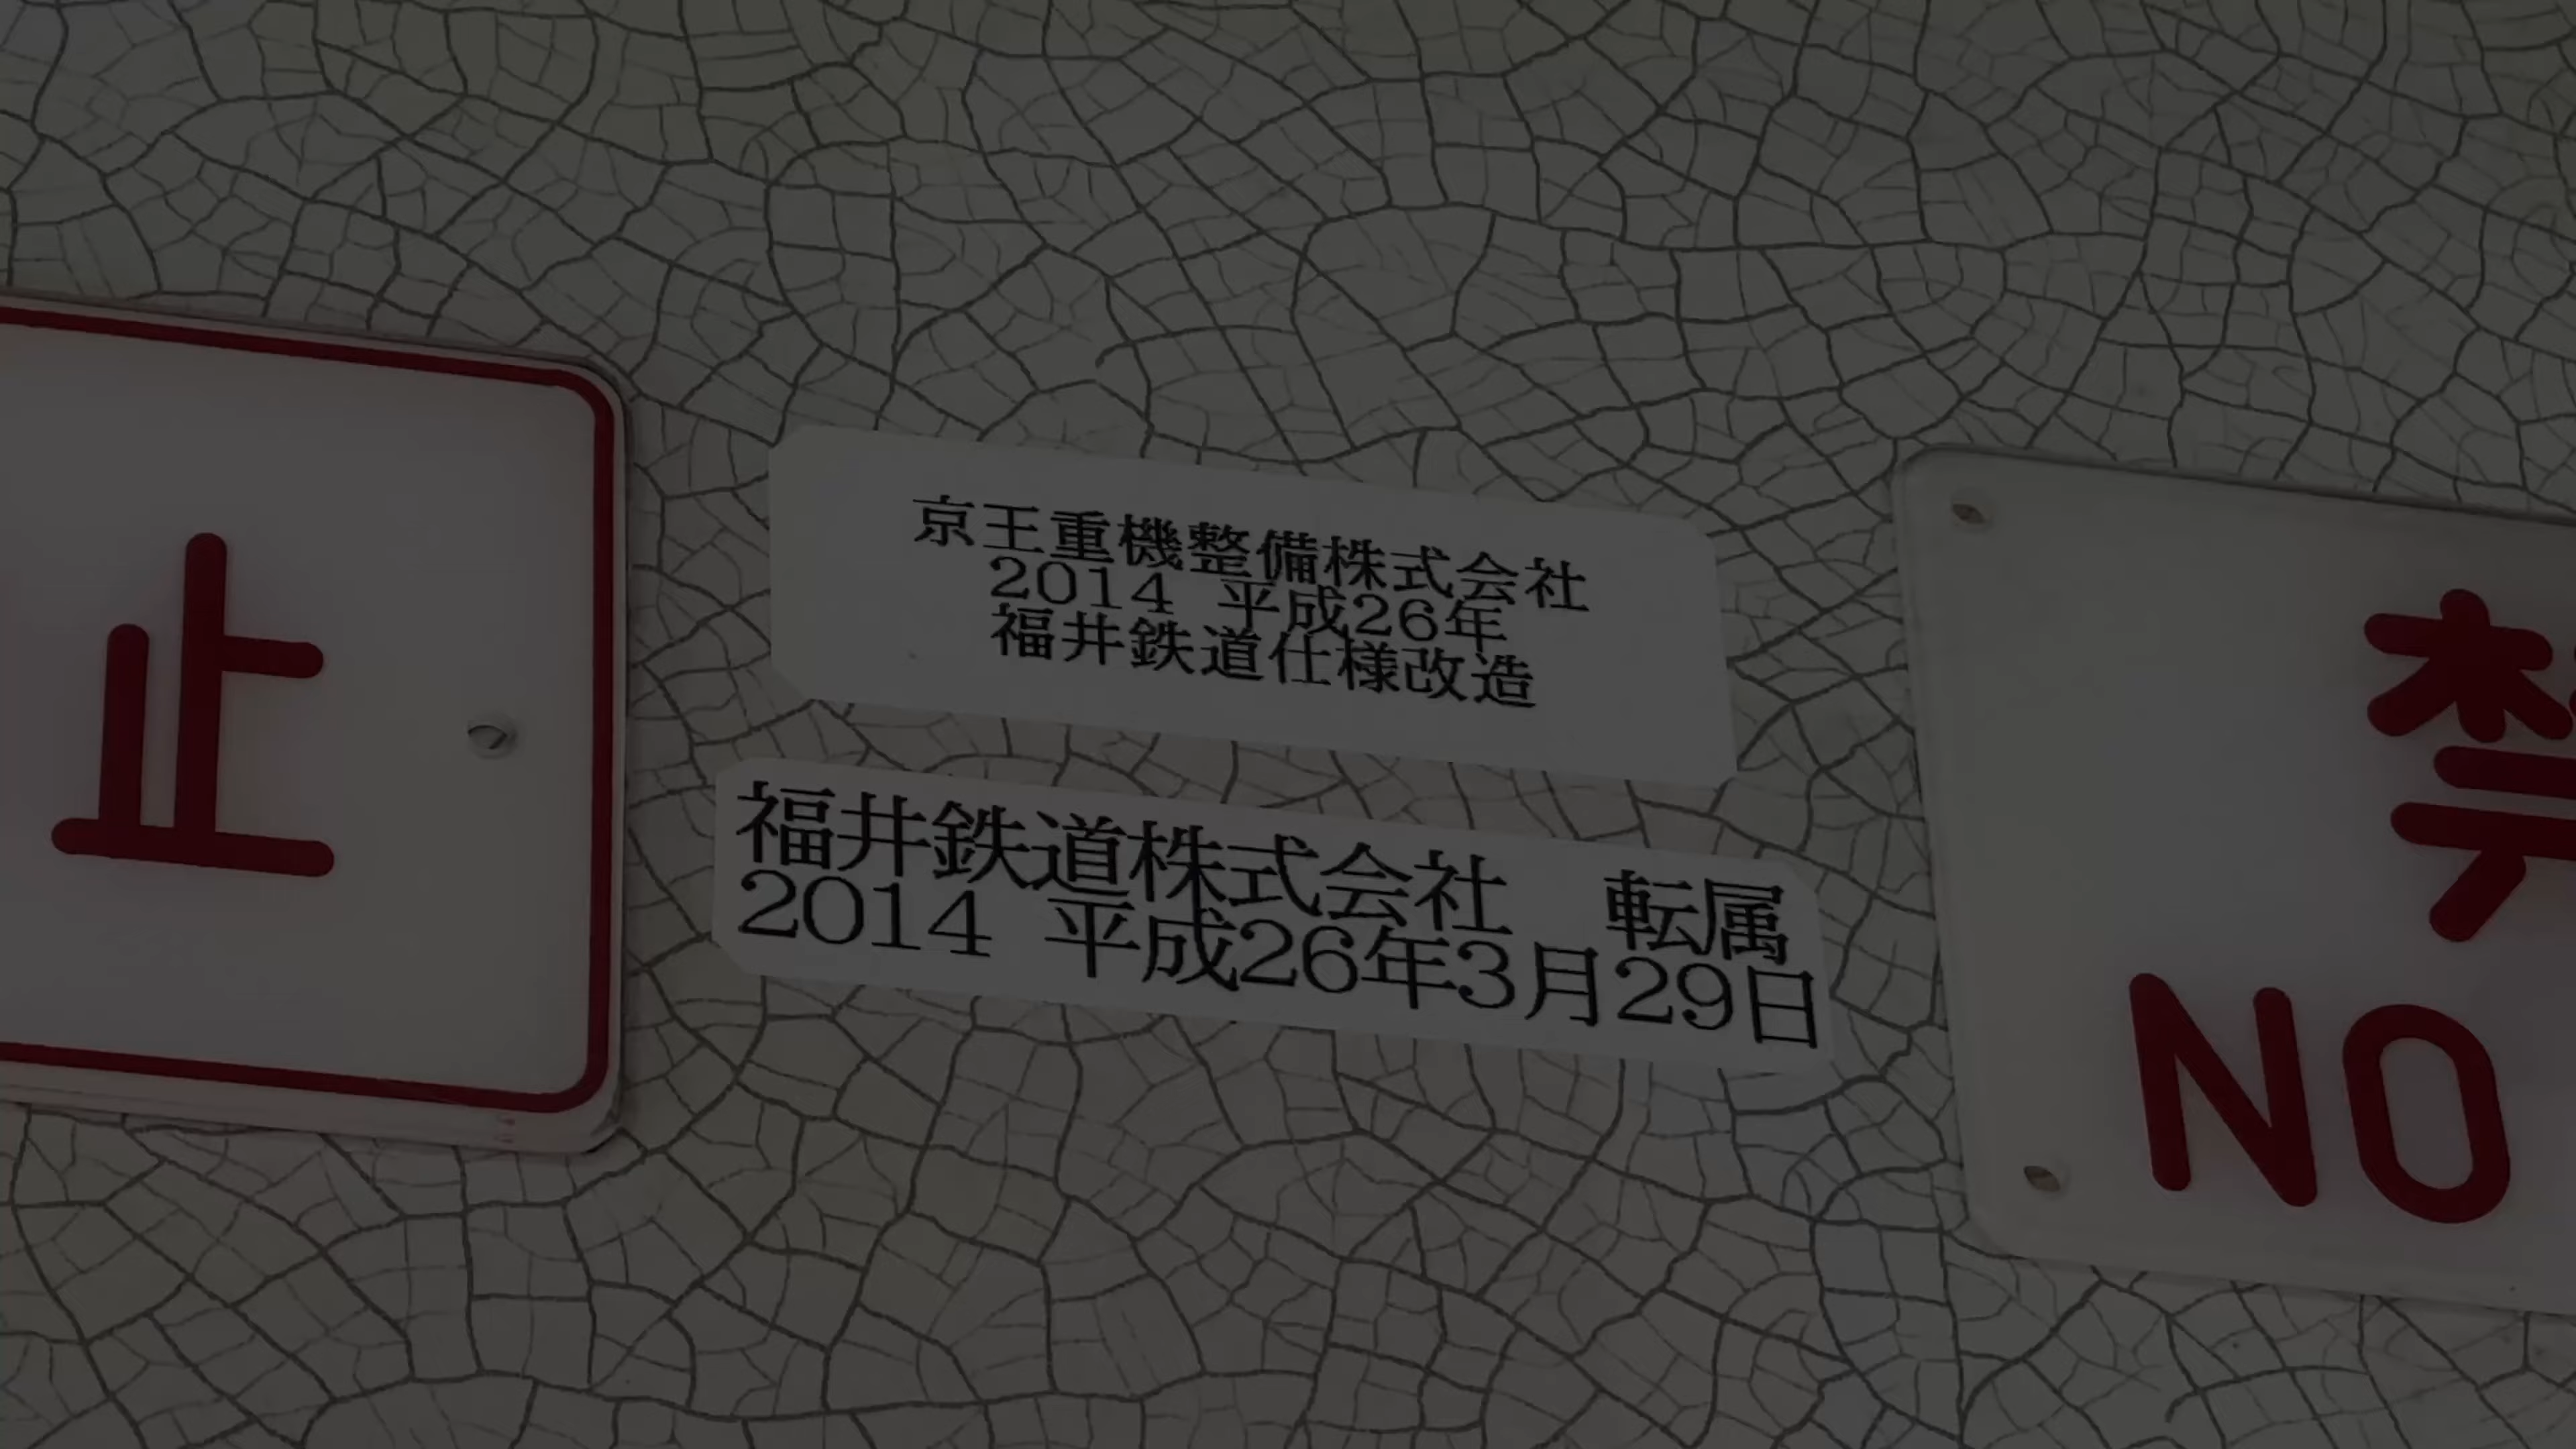 止
京王重機整備株式会社
2014 平成26年
福井鉄道仕様改造
福井鉄道株式会社　転属
2014 平成26年3月29日
禁
NO